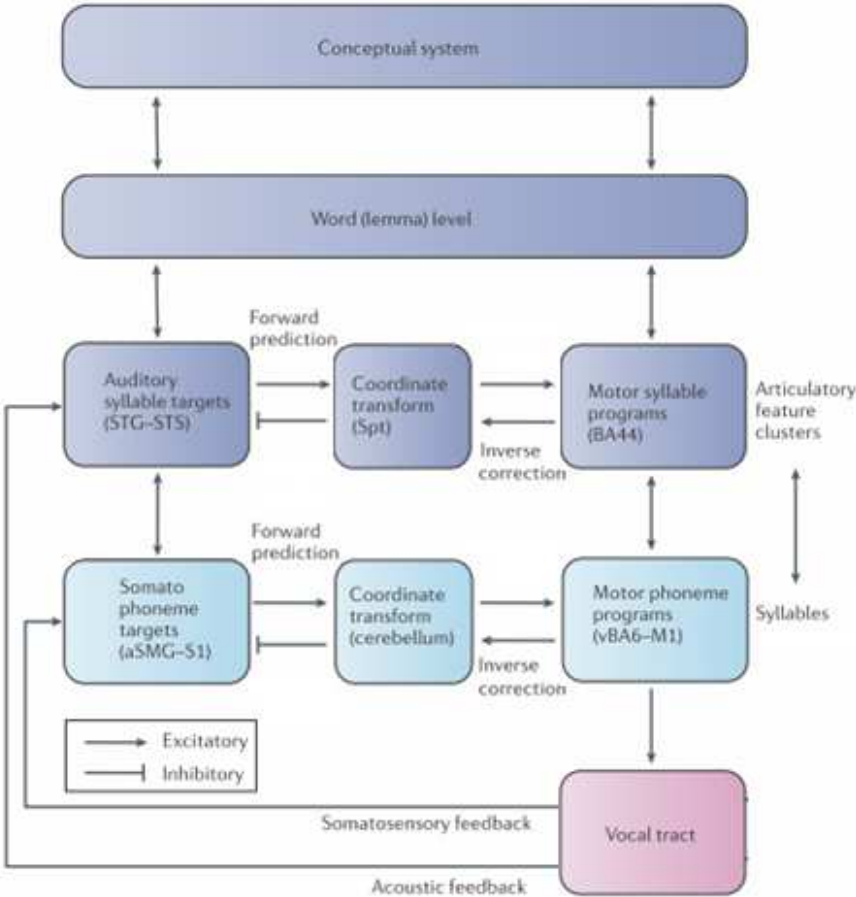 Conceptual system
Word (lemma) level
Forward
prediction
Auditory
syllable targets
(STG–STS)
Coordinate
transform
(Spt)
Motor syllable
programs
(BA44)
Articulatory
feature
clusters
Inverse
correction
Forward
prediction
Somato
phoneme
targets
(aSMG–S1)
Coordinate
transform
(cerebellum)
Motor phoneme
programs
(vBA6–M1)
Syllables
Inverse
correction
Excitatory
Inhibitory
Somatosensory feedback
Vocal tract
Acoustic feedback